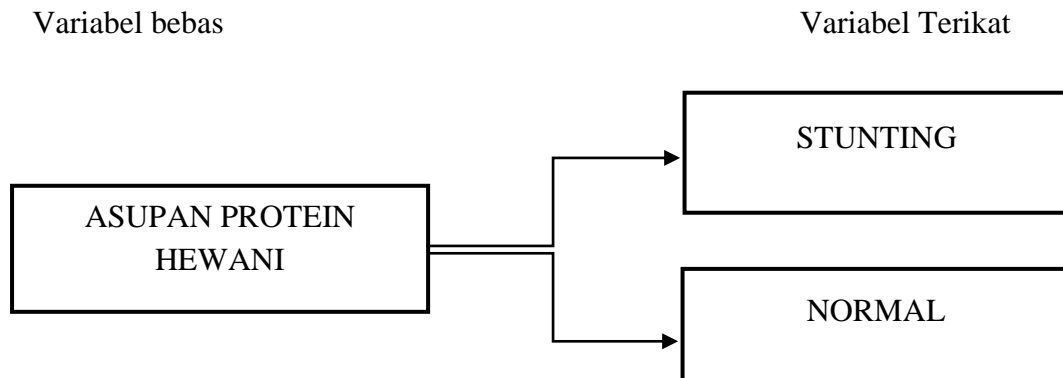 Variabel bebas
Variabel Terikat
STUNTING
ASUPAN PROTEIN
HEWANI
NORMAL